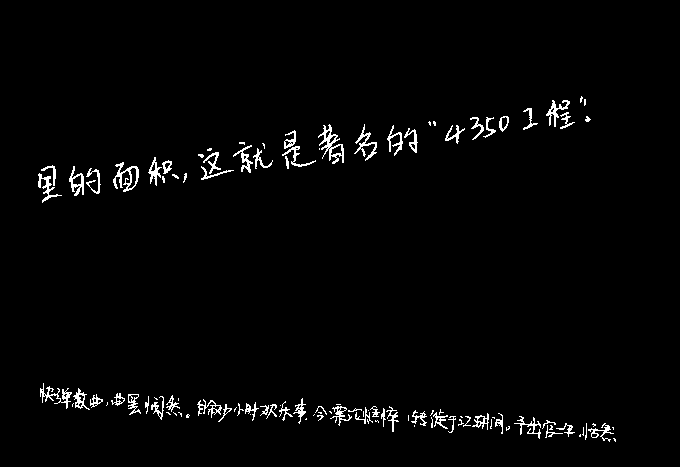 里的面积,这就是著名的"4350工程"。
快弹数曲,曲罢悯然。自叙少小时欢乐事,今漂沦憔悴,转徙于江湖间。予出官二年,恬然